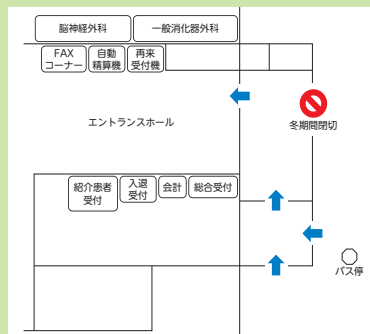 脳神経外科
一般消化器外科
FAX
コーナー
自動
精算機
再来
受付機
エントランスホール
冬期間閉切
紹介患者
受付
入退
受付
会計
総合受付
バス停